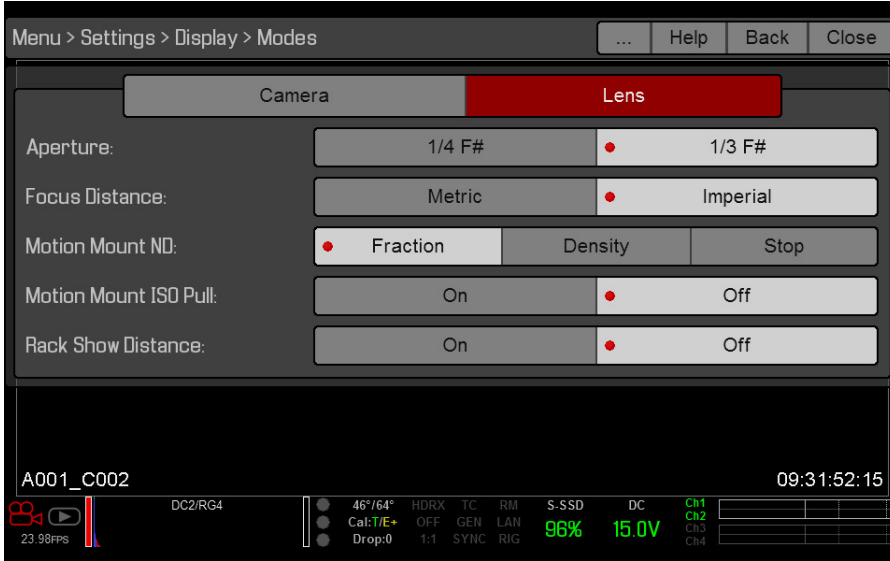 Menu > Settings > Display > Modes ... Help Back Close
Camera Lens
Aperture: 1/4 F# 1/3 F#
Focus Distance: Metric Imperial
Motion Mount ND: Fraction Density Stop
Motion Mount ISO Pull: On Off
Rack Show Distance: On Off
A001_C002 09:31:52:15
DC2/RG4 46°/64° HDRX TC RM S-SSD DC Ch1
Cal:T/E+ OFF GEN LAN 96% 15.0V Ch2
23.98FPS Drop:0 1:1 SYNC RIG Ch3
Ch4